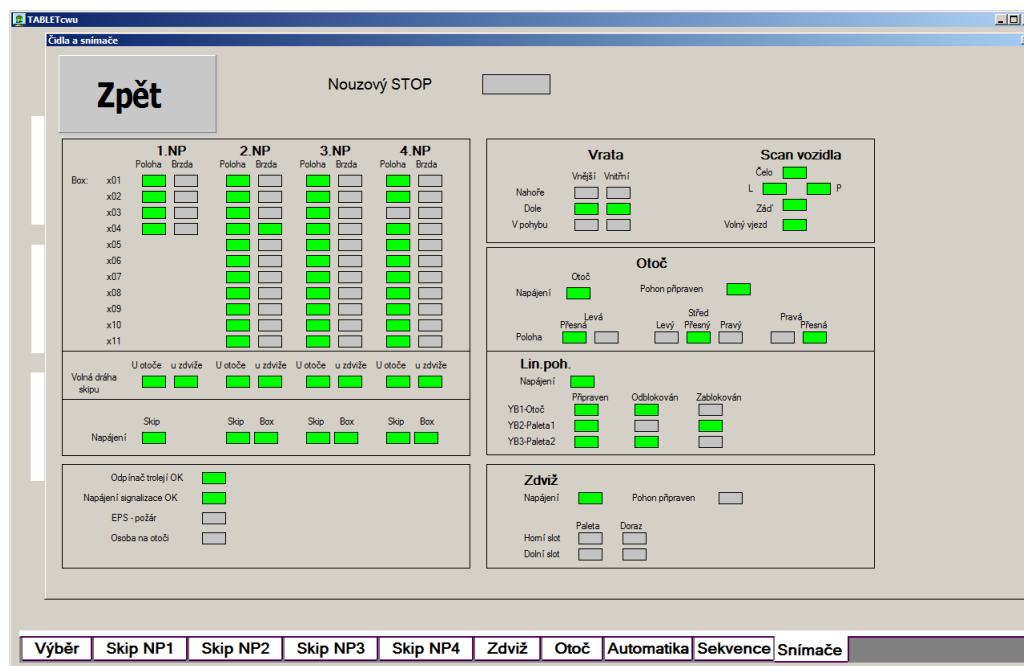 TABLETcwu
Čidla a snímače
Zpět
Nouzový STOP
1.NP 2.NP 3.NP 4.NP
Poloha Brzda Poloha Brzda Poloha Brzda Poloha Brzda
Box: x01
x02
x03
x04
x05
x06
x07
x08
x09
x10
x11
U otoče u zdviže U otoče u zdviže U otoče u zdviže U otoče u zdviže
Volná dráha
skipu
Skip Skip Box Skip Box Skip Box
Napájení
Odpínač trolejí OK
Napájení signalizace OK
EPS - požár
Osoba na otoči
Vrata
Vnější Vnitřní
Nahoře
Dole
V pohybu
Scan vozidla
Čelo
L P
Záď
Volný vjezd
Otoč
Otoč
Napájení Pohon připraven
Levá Střed Pravá
Přesná Levý Přesný Pravý Přesná
Poloha
Lin.poh.
Napájení
Připraven Odblokován Zablokován
YB1-Otoč
YB2-Paleta1
YB3-Paleta2
Zdviž
Napájení Pohon připraven
Paleta Doraz
Horní slot
Dolní slot
Výběr Skip NP1 Skip NP2 Skip NP3 Skip NP4 Zdviž Otoč Automatika Sekvence Snímače